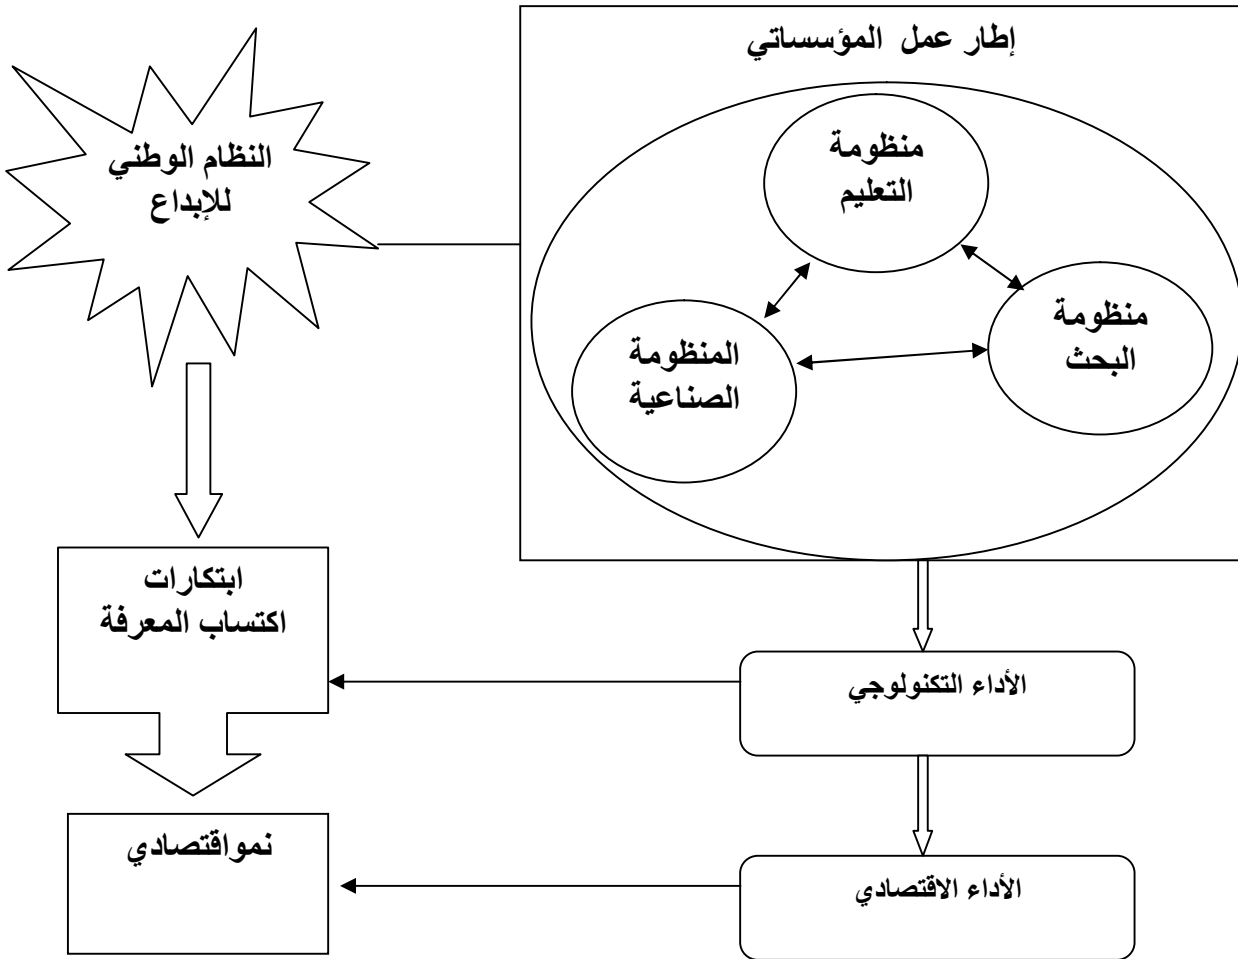 إطار عمل المؤسساتي
النظام الوطني
للإبداع
منظومة
التعليم
منظومة
البحث
المنظومة
الصناعية
ابتكارات
اكتساب المعرفة
الأداء التكنولوجي
نمواقتصادي
الأداء الاقتصادي